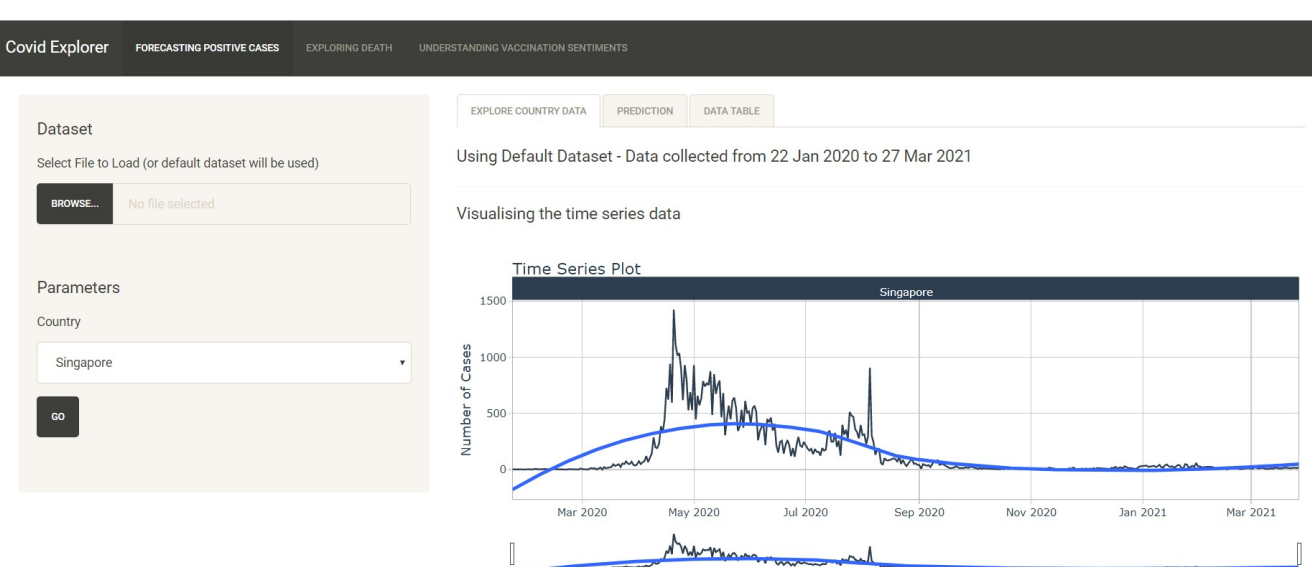 Covid Explorer FORECASTING POSITIVE CASES EXPLORING DEATH UNDERSTANDING VACCINATION SENTIMENTS
Dataset
Select File to Load (or default dataset will be used)
BROWSE... No file selected
Parameters
Country
Singapore
GO
EXPLORE COUNTRY DATA PREDICTION DATA TABLE
Using Default Dataset - Data collected from 22 Jan 2020 to 27 Mar 2021
Visualising the time series data
Time Series Plot
Singapore
Number of Cases
1500
1000
500
0
Mar 2020 May 2020 Jul 2020 Sep 2020 Nov 2020 Jan 2021 Mar 2021